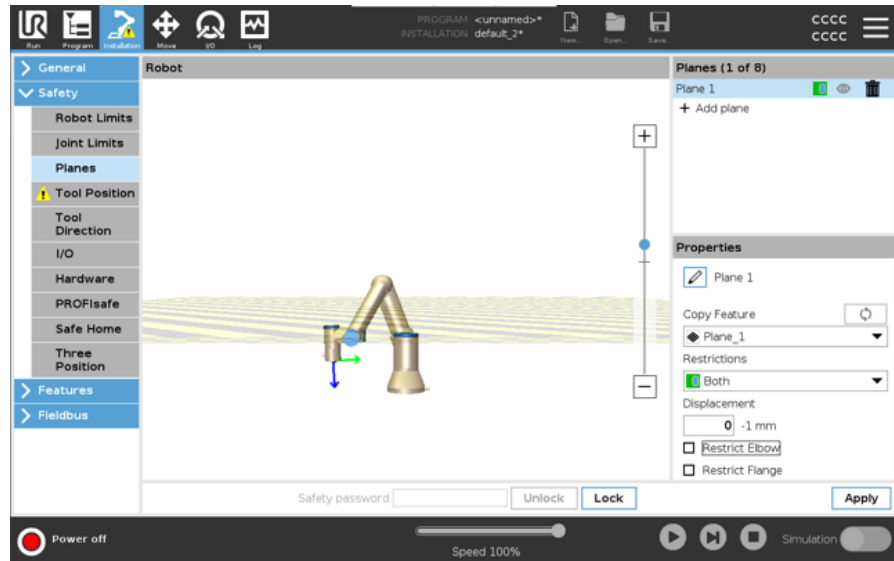 PROGRAM <unnamed>*
INSTALLATION default_2*
New... Open... Save...
CCCC
CCCC
UR
Run Program Installation Move I/O Log
General
Safety
Robot Limits
Joint Limits
Planes
Tool Position
Tool
Direction
I/O
Hardware
PROFIsafe
Safe Home
Three
Position
Features
Fieldbus
Robot
Planes (1 of 8)
Plane 1
+ Add plane
Properties
Plane 1
Copy Feature
Plane_1
Restrictions
Both
Displacement
0 -1 mm
Restrict Elbow
Restrict Flange
Safety password Unlock Lock
Apply
Power off
Speed 100%
Simulation